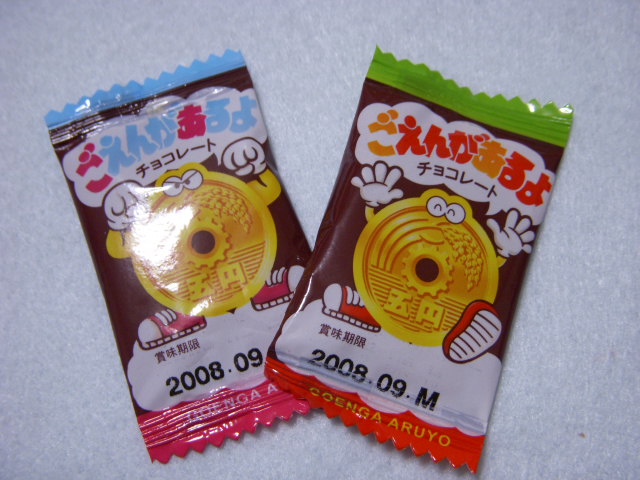 ごえんがあるよ
チョコレート
五円
賞味期限
2008.09
GOENGA ARU
ごえんがあるよ
チョコレート
五円
賞味期限
2008.09.M
GOENGA ARUYO